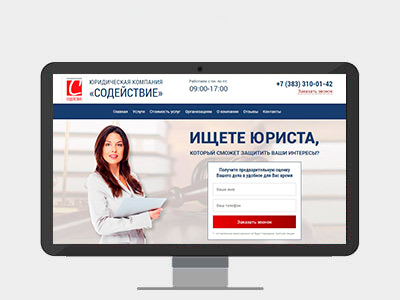 СОДЕЙСТВИЕ
ЮРИДИЧЕСКАЯ КОМПАНИЯ
«СОДЕЙСТВИЕ»
Работаем с пн. по пт.
09:00-17:00
+7 (383) 310-01-42
Заказать звонок
Главная Услуги Стоимость услуг Организациям О компании Отзывы Контакты
ИЩЕТЕ ЮРИСТА,
КОТОРЫЙ СМОЖЕТ ЗАЩИТИТЬ ВАШИ ИНТЕРЕСЫ?
Получите предварительную оценку
Вашего дела в удобное для Вас время
Ваше имя
Ваш телефон
Заказать звонок